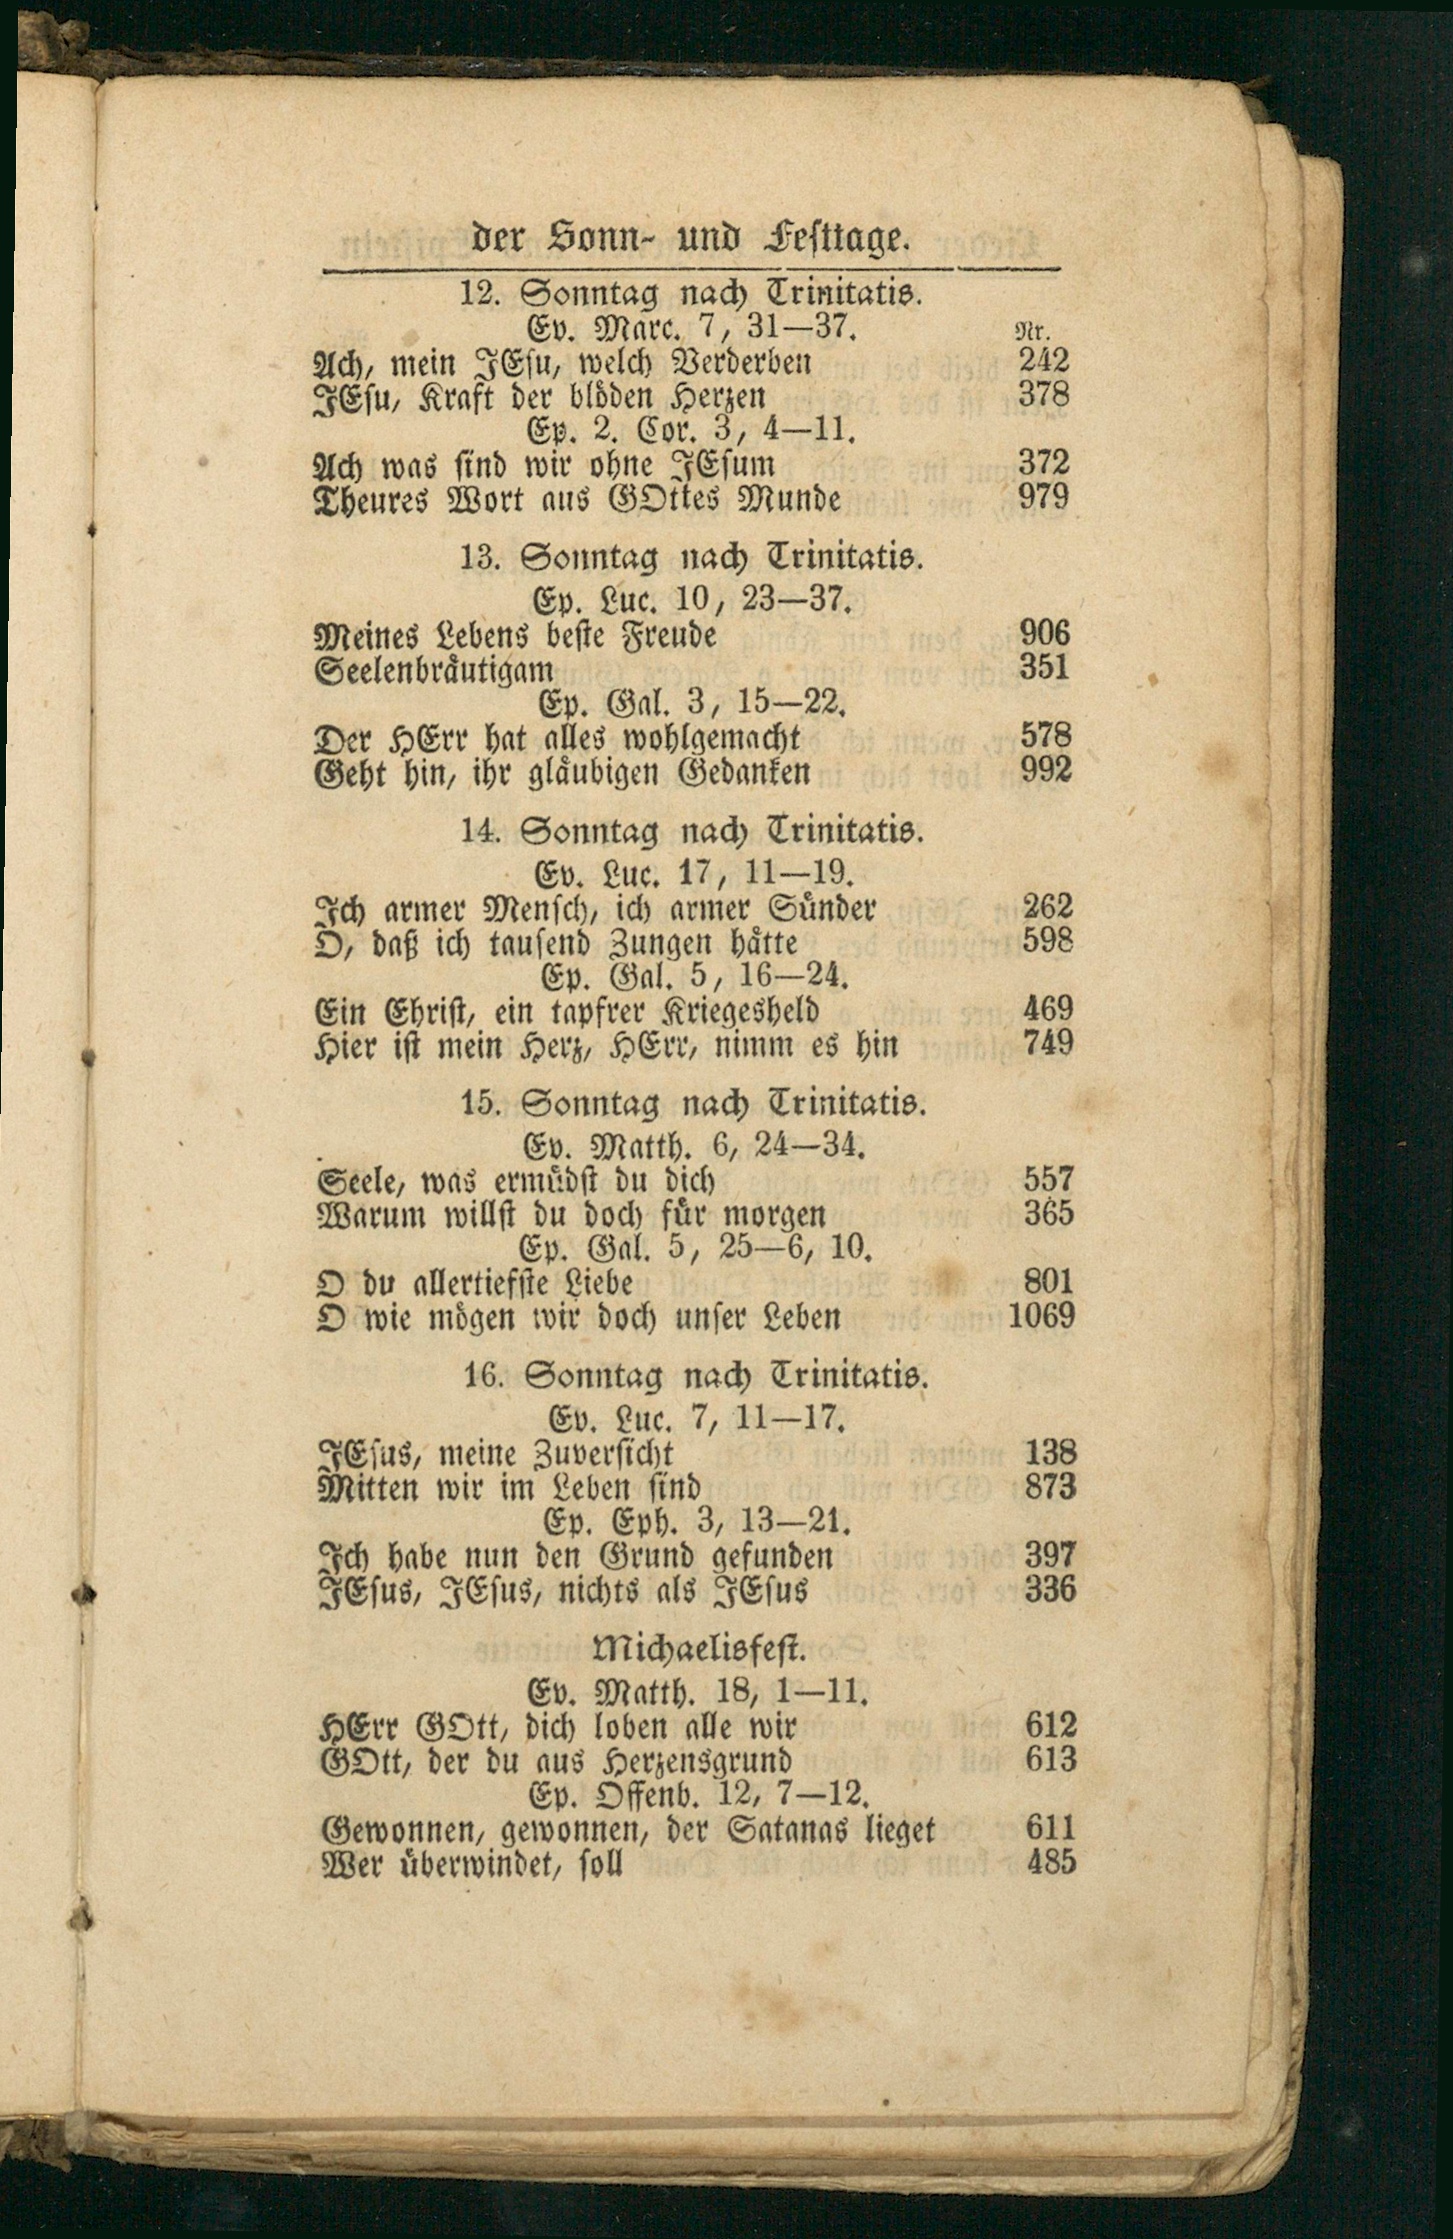 der Sonn- und Festtage.
12. Sonntag nach Trinitatis.
Ev. Marc. 7, 31—37. Nr.
Ach, mein JEsu, welch Verderben 242
JEsu, Kraft der blöden Herzen 378
Ep. 2. Cor. 3, 4—11.
Ach was sind wir ohne JEsum 372
Theures Wort aus GOttes Munde 979
13. Sonntag nach Trinitatis.
Ep. Luc. 10, 23—37.
Meines Lebens beste Freude 906
Seelenbräutigam 351
Ep. Gal. 3, 15—22.
Der HErr hat alles wohlgemacht 578
Geht hin, ihr gläubigen Gedanken 992
14. Sonntag nach Trinitatis.
Ev. Luc. 17, 11—19.
Ich armer Mensch, ich armer Sünder 262
O, daß ich tausend Zungen hätte 598
Ep. Gal. 5, 16—24.
Ein Christ, ein tapfrer Kriegesheld 469
Hier ist mein Herz, HErr, nimm es hin 749
15. Sonntag nach Trinitatis.
Ev. Matth. 6, 24—34.
Seele, was ermüdst du dich 557
Warum willst du doch für morgen 365
Ep. Gal. 5, 25—6, 10.
O du allertiefste Liebe 801
O wie mögen wir doch unser Leben 1069
16. Sonntag nach Trinitatis.
Ev. Luc. 7, 11—17.
JEsus, meine Zuversicht 138
Mitten wir im Leben sind 873
Ep. Eph. 3, 13—21.
Ich habe nun den Grund gefunden 397
JEsus, JEsus, nichts als JEsus 336
Michaelisfest.
Ev. Matth. 18, 1—11.
HErr GOtt, dich loben alle wir 612
GOtt, der du aus Herzensgrund 613
Ep. Offenb. 12, 7—12.
Gewonnen, gewonnen, der Satanas lieget 611
Wer überwindet, soll 485